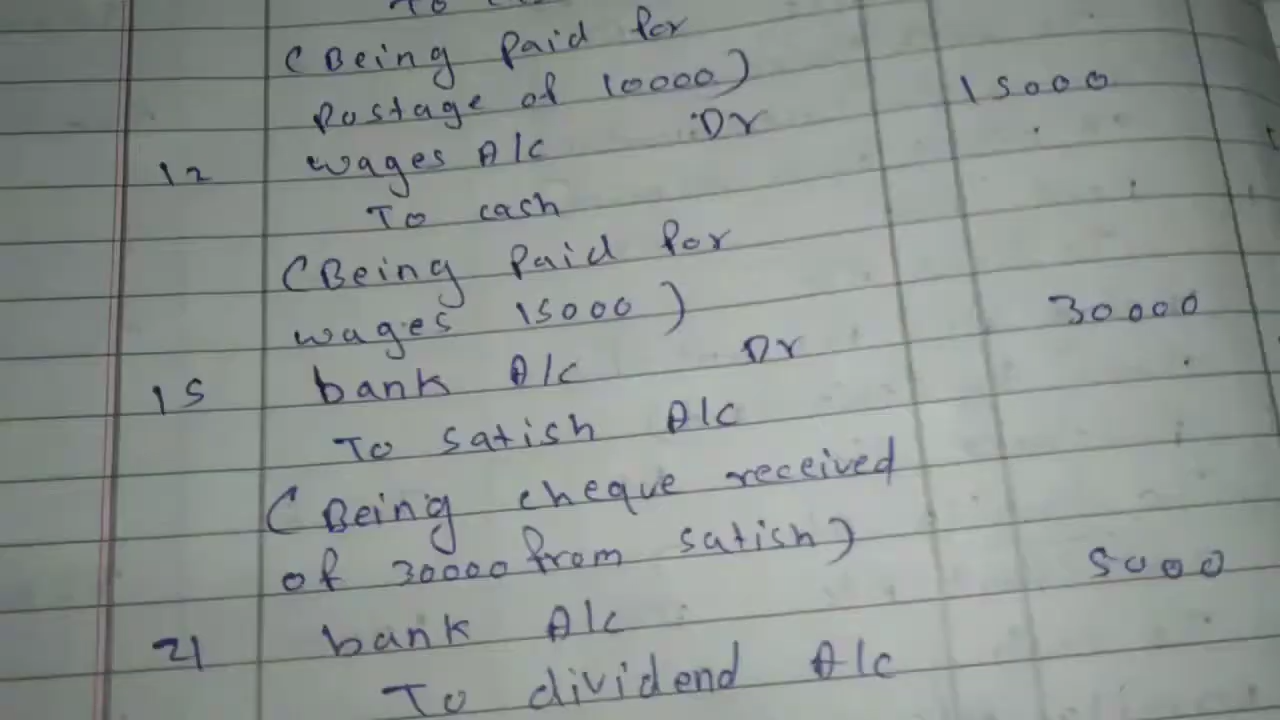 To
(Being Paid for
Postage of 10000)
12 wages A/c Dr 15000
To cash
(Being Paid for
wages 15000)
15 bank A/c Dr 30000
To satish A/c
(Being cheque received
of 30000 from satish)
21 bank A/c 5000
To dividend A/c